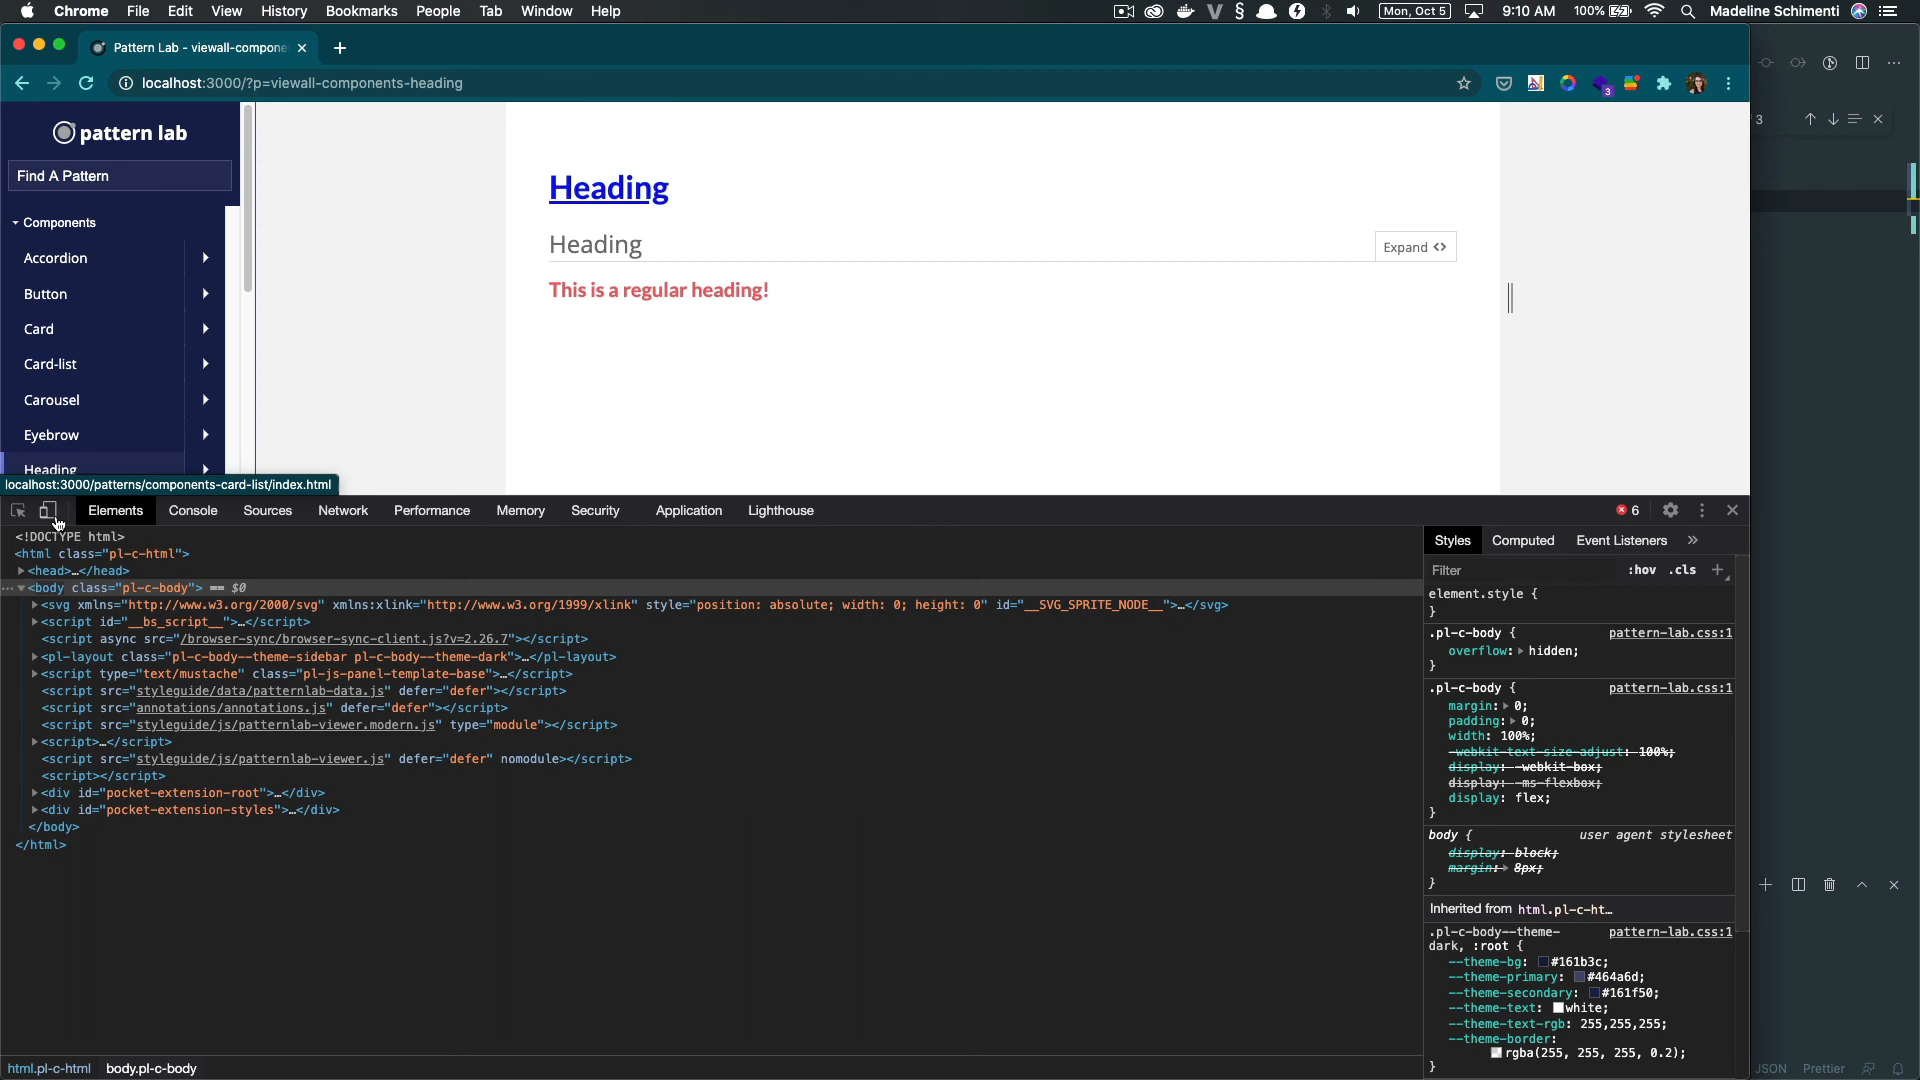 Chrome File Edit View History Bookmarks People Tab Window Help
Mon, Oct 5 9:10 AM 100% Madeline Schimenti
Pattern Lab - viewall-compone
localhost:3000/?p=viewall-components-heading
3
3
pattern lab
Find A Pattern
Components
Accordion
Button
Card
Card-list
Carousel
Eyebrow
Heading
localhost:3000/patterns/components-card-list/index.html
Heading
Heading
Expand <>
This is a regular heading!
Elements Console Sources Network Performance Memory Security Application Lighthouse
6
<!DOCTYPE html>
<html class="pl-c-html">
<head>…</head>
<body class="pl-c-body"> == $0
<svg xmlns="http://www.w3.org/2000/svg" xmlns:xlink="http://www.w3.org/1999/xlink" style="position: absolute; width: 0; height: 0" id="__SVG_SPRITE_NODE__">…</svg>
<script id="__bs_script__">…</script>
<script async src="/browser-sync/browser-sync-client.js?v=2.26.7"></script>
<pl-layout class="pl-c-body--theme-sidebar pl-c-body--theme-dark">…</pl-layout>
<script type="text/mustache" class="pl-js-panel-template-base">…</script>
<script src="styleguide/data/patternlab-data.js" defer="defer"></script>
<script src="annotations/annotations.js" defer="defer"></script>
<script src="styleguide/js/patternlab-viewer.modern.js" type="module"></script>
<script>…</script>
<script src="styleguide/js/patternlab-viewer.js" defer="defer" nomodule></script>
<script></script>
<div id="pocket-extension-root">…</div>
<div id="pocket-extension-styles">…</div>
</body>
</html>
html.pl-c-html body.pl-c-body
Styles Computed Event Listeners »
Filter :hov .cls +
element.style {
}
.pl-c-body { pattern-lab.css:1
overflow: hidden;
}
.pl-c-body { pattern-lab.css:1
margin: 0;
padding: 0;
width: 100%;
-webkit-text-size-adjust: 100%;
display: -webkit-box;
display: -ms-flexbox;
display: flex;
}
body { user agent stylesheet
display: block;
margin: 8px;
}
Inherited from html.pl-c-ht…
.pl-c-body--theme- pattern-lab.css:1
dark, :root {
--theme-bg: #161b3c;
--theme-primary: #464a6d;
--theme-secondary: #161f50;
--theme-text: white;
--theme-text-rgb: 255,255,255;
--theme-border:
rgba(255, 255, 255, 0.2);
}
JSON Prettier